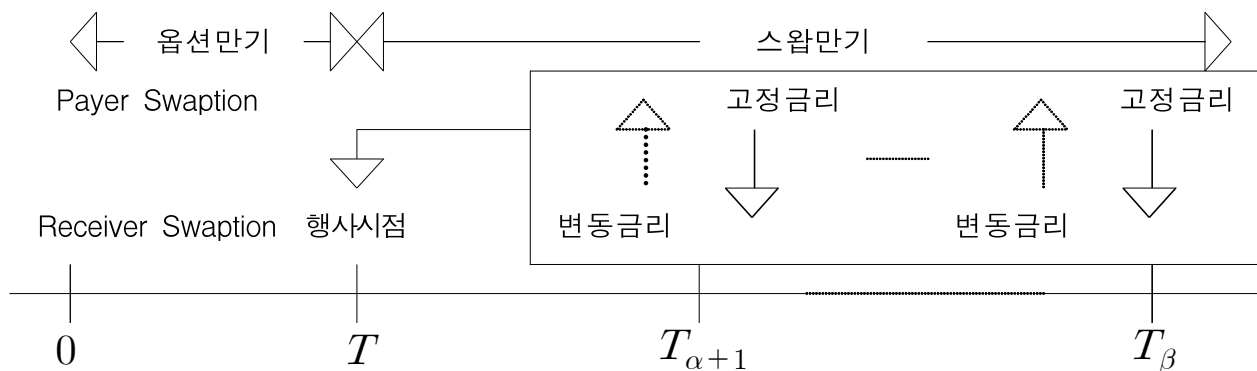 옵션만기 스왑만기
Payer Swaption 고정금리 고정금리
Receiver Swaption 행사시점 변동금리 변동금리
0 T T_{α+1} T_β